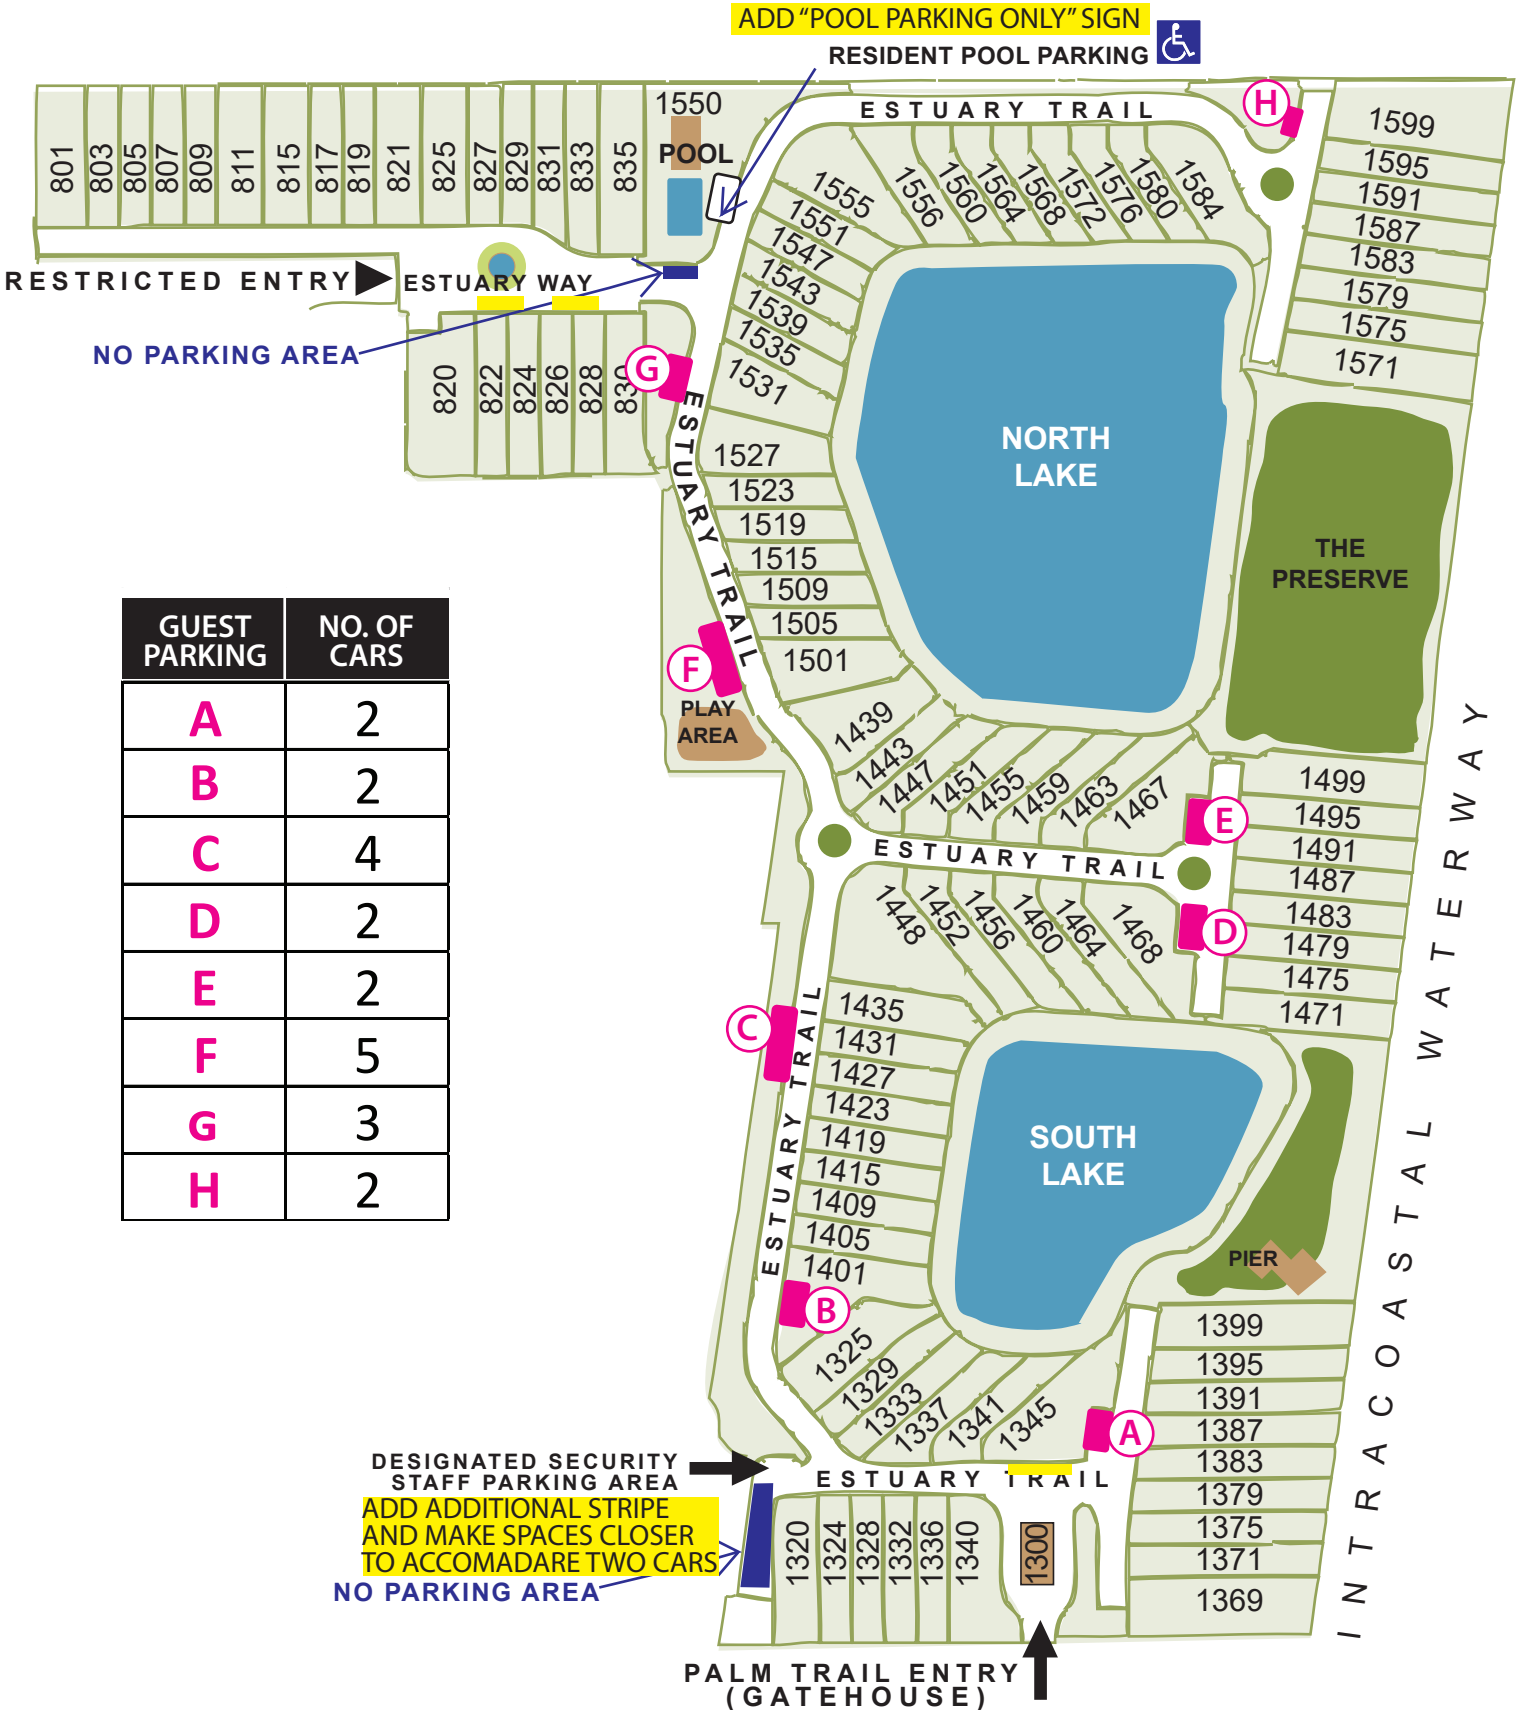 ADD “POOL PARKING ONLY” SIGN
RESIDENT POOL PARKING
1550
POOL
ESTUARY TRAIL
H
801
803
805
807
809
811
815
817
819
821
825
827
829
831
833
835
RESTRICTED ENTRY
ESTUARY WAY
NO PARKING AREA
820
822
824
826
828
G
ESTUARY TRAIL
1555
1551
1547
1543
1539
1535
1531
1527
1523
1519
1515
1509
1505
1501
1556
1560
1564
1568
1572
1576
1580
1584
1599
1595
1591
1587
1583
1579
1575
1571
NORTH
LAKE
THE
PRESERVE
F
PLAY
AREA
GUEST
PARKING
NO. OF
CARS
A 2
B 2
C 4
D 2
E 2
F 5
G 3
H 2
1439
1443
1447
1451
1455
1459
1463
1467
E
ESTUARY TRAIL
1499
1495
1491
1487
1483
1479
1475
1471
D
1448
1452
1456
1460
1464
1468
C
ESTUARY TRAIL
ESTUARY TRAIL
1435
1431
1427
1423
1419
1415
1409
1405
1401
B
SOUTH
LAKE
PIER
INTRACOASTAL WATERWAY
1325
1329
1333
1337
1341
1345
A
1399
1395
1391
1387
1383
1379
1375
1371
1369
DESIGNATED SECURITY
STAFF PARKING AREA
ADD ADDITIONAL STRIPE
AND MAKE SPACES CLOSER
TO ACCOMADARE TWO CARS
NO PARKING AREA
ESTUARY TRAIL
1320
1324
1328
1332
1336
1340
1300
PALM TRAIL ENTRY
(GATEHOUSE)